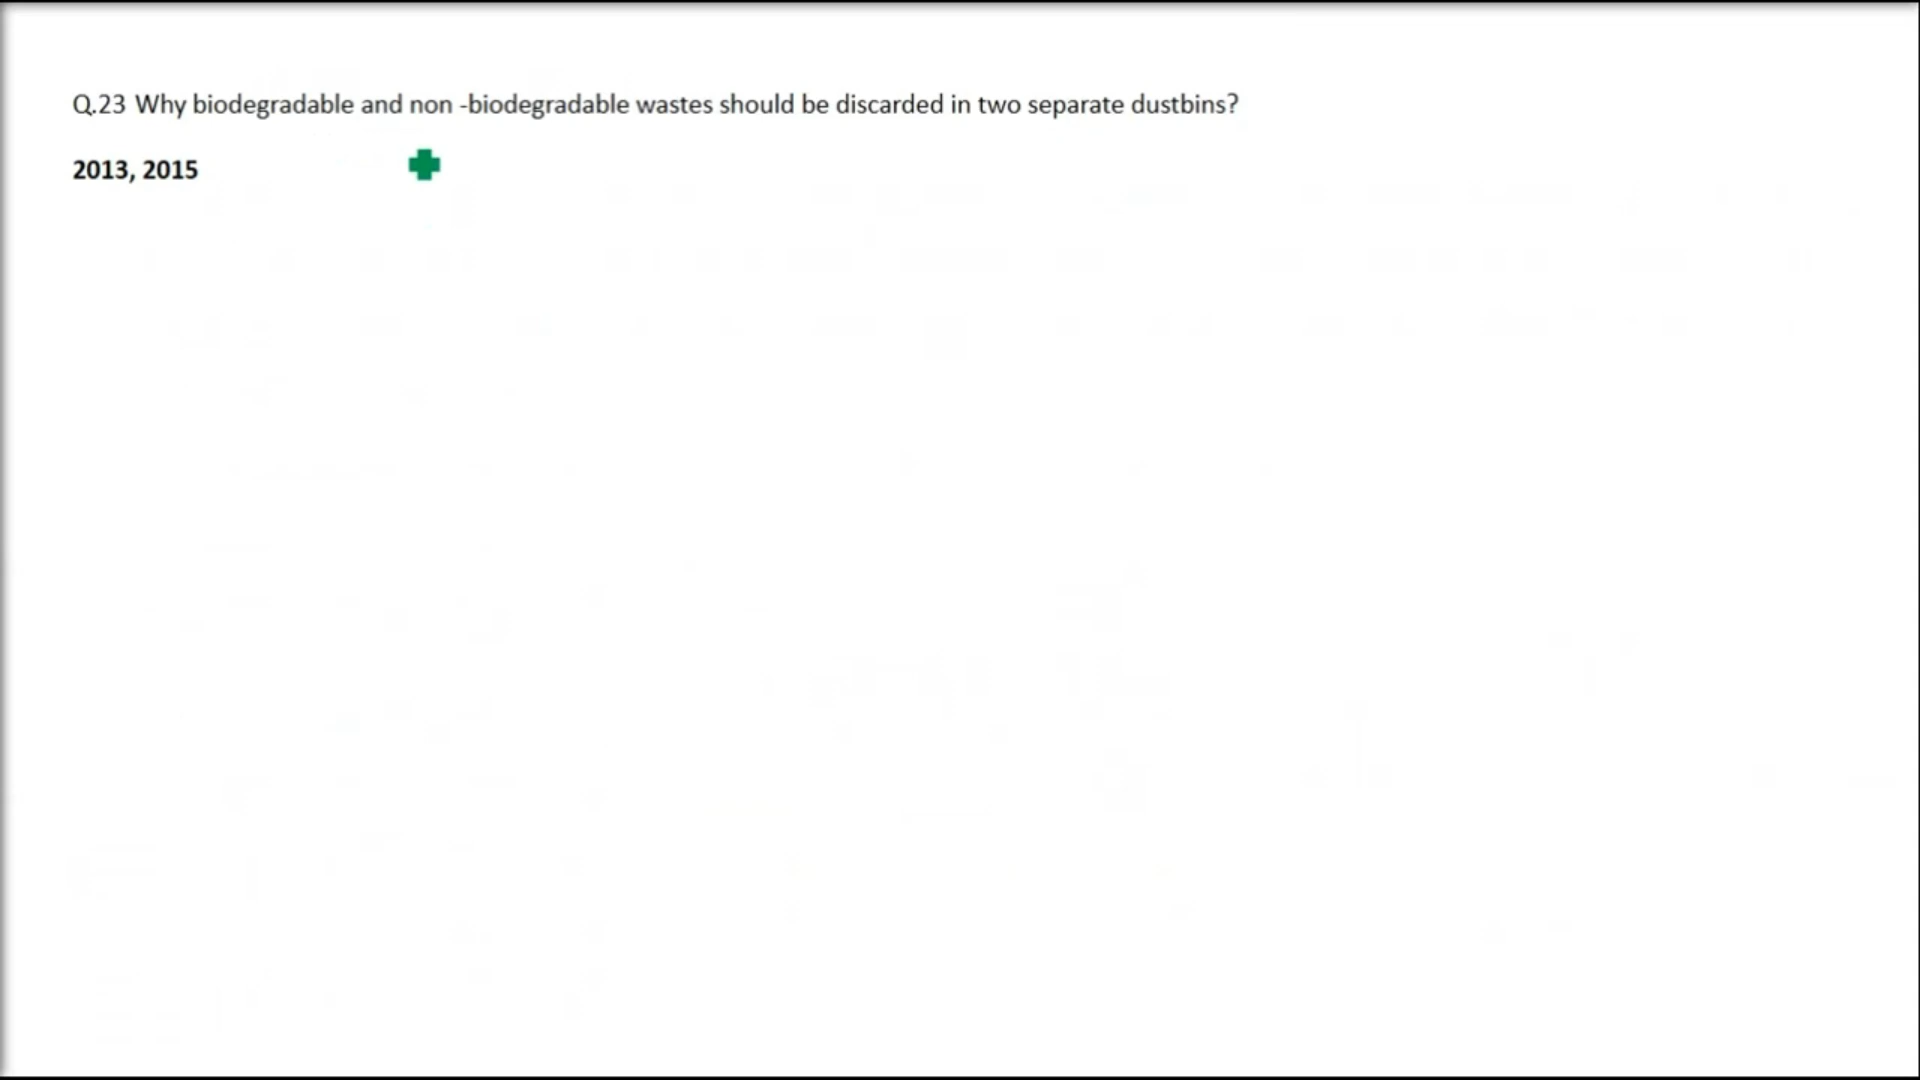 Q.23 Why biodegradable and non -biodegradable wastes should be discarded in two separate dustbins?
2013, 2015